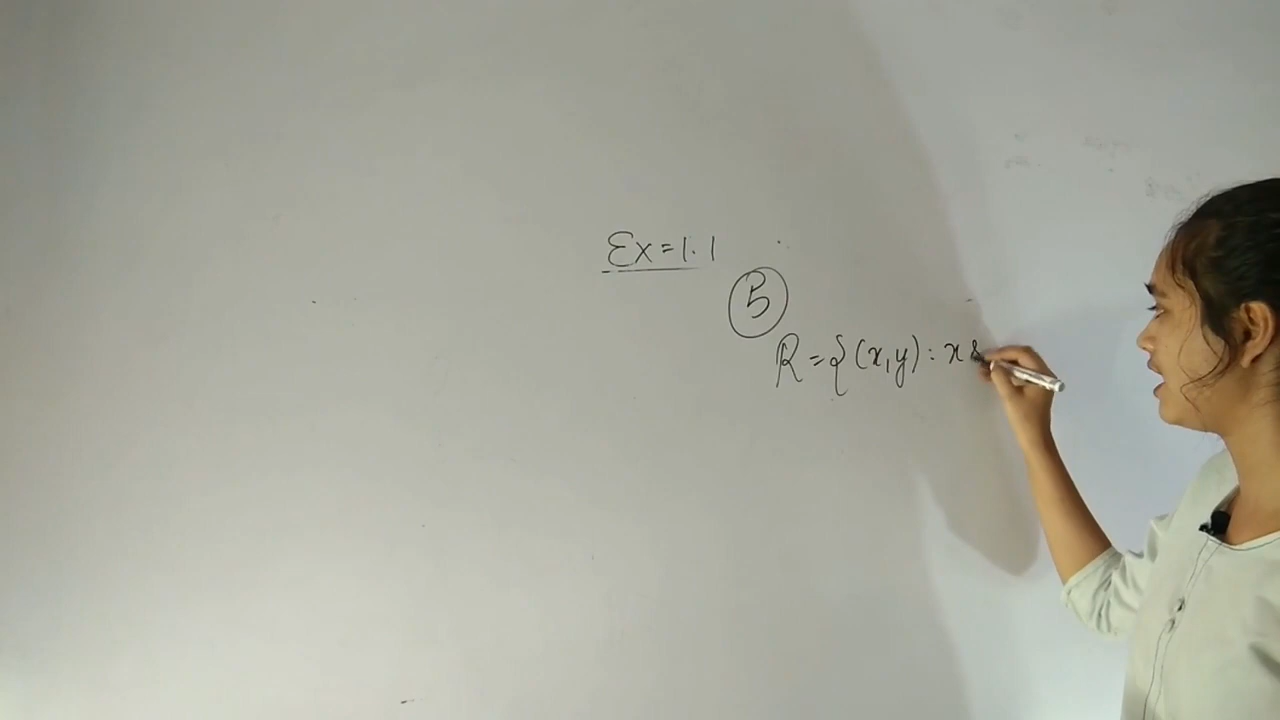 Ex = 1.1
5
R = { (x,y) : x &